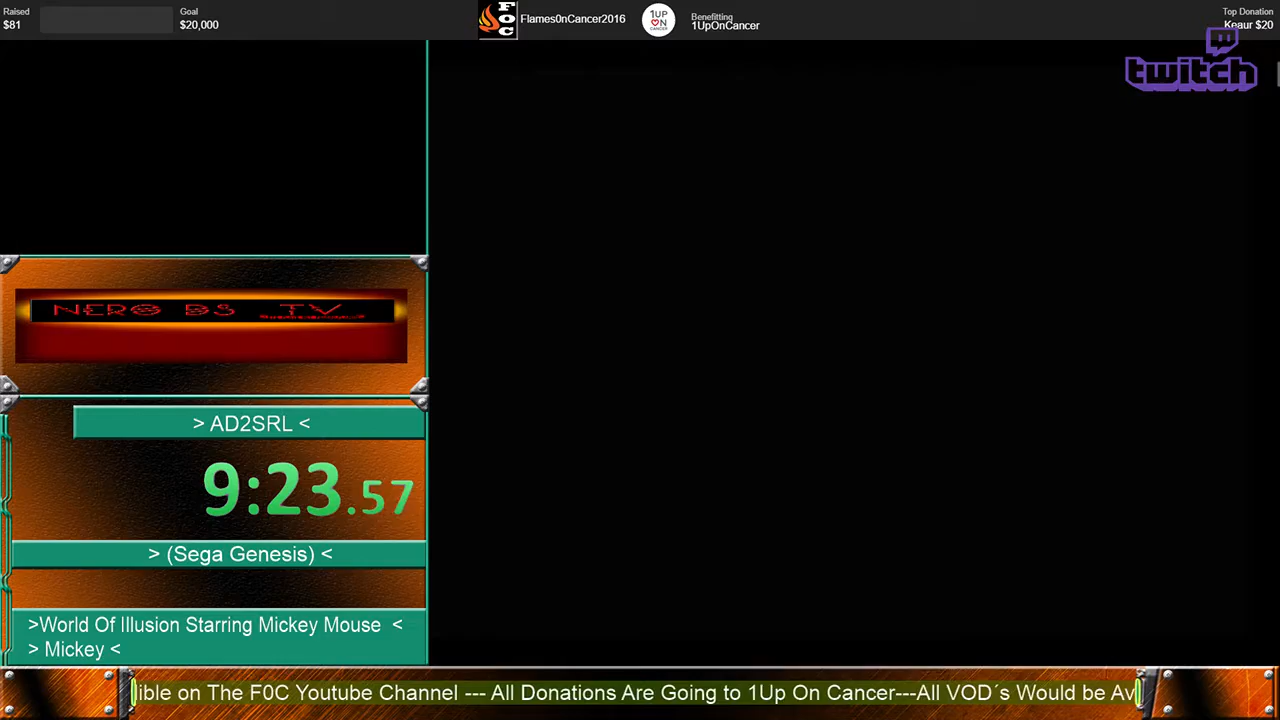 Raised
$81
Goal
$20,000
FOC
Flames0nCancer2016
1UP
ON
CANCER
Benefitting
1UpOnCancer
Top Donation
Keaur $20
twitch
NERO BS TV
> AD2SRL <
9:23.57
> (Sega Genesis) <
>World Of Illusion Starring Mickey Mouse <
> Mickey <
ible on The F0C Youtube Channel --- All Donations Are Going to 1Up On Cancer---All VOD´s Would be Av